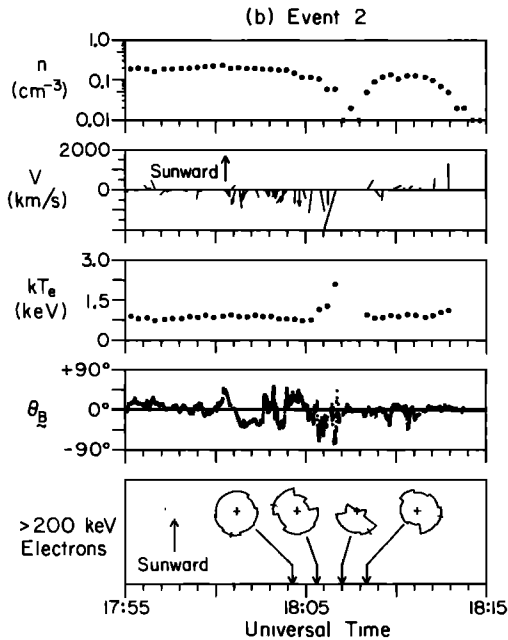 (b) Event 2
1.0
n
(cm⁻³)
0.1
0.01
2000
Sunward
V
(km/s)
0
3.0
kTe
(keV)
1.5
0
+90°
θB
0°
-90°
>200 keV
Electrons
Sunward
17:55
18:05
18:15
Universal Time